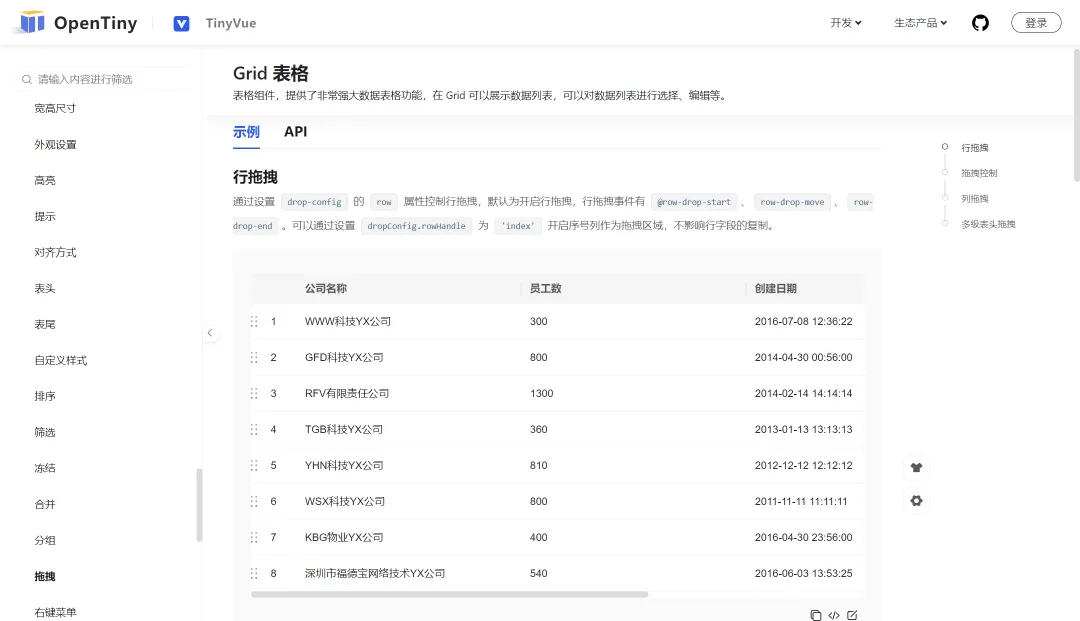 OpenTiny TinyVue 开发 生态产品 登录
请输入内容进行筛选
宽高尺寸
外观设置
高亮
提示
对齐方式
表头
表尾
自定义样式
排序
筛选
冻结
合并
分组
拖拽
右键菜单
Grid 表格
表格组件，提供了非常强大数据表格功能，在 Grid 可以展示数据列表，可以对数据列表进行选择、编辑等。
示例 API
行拖拽
通过设置 drop-config 的 row 属性控制行拖拽，默认为开启行拖拽，行拖拽事件有 @row-drop-start 、 row-drop-move 、 row-
drop-end 。可以通过设置 dropConfig.rowHandle 为 'index' 开启序号列作为拖拽区域，不影响行字段的复制。
公司名称 员工数 创建日期
1 WWW科技YX公司 300 2016-07-08 12:36:22
2 GFD科技YX公司 800 2014-04-30 00:56:00
3 RFV有限责任公司 1300 2014-02-14 14:14:14
4 TGB科技YX公司 360 2013-01-13 13:13:13
5 YHN科技YX公司 810 2012-12-12 12:12:12
6 WSX科技YX公司 800 2011-11-11 11:11:11
7 KBG物业YX公司 400 2016-04-30 23:56:00
8 深圳市福德宝网络技术YX公司 540 2016-06-03 13:53:25
行拖拽
拖拽控制
列拖拽
多级表头拖拽